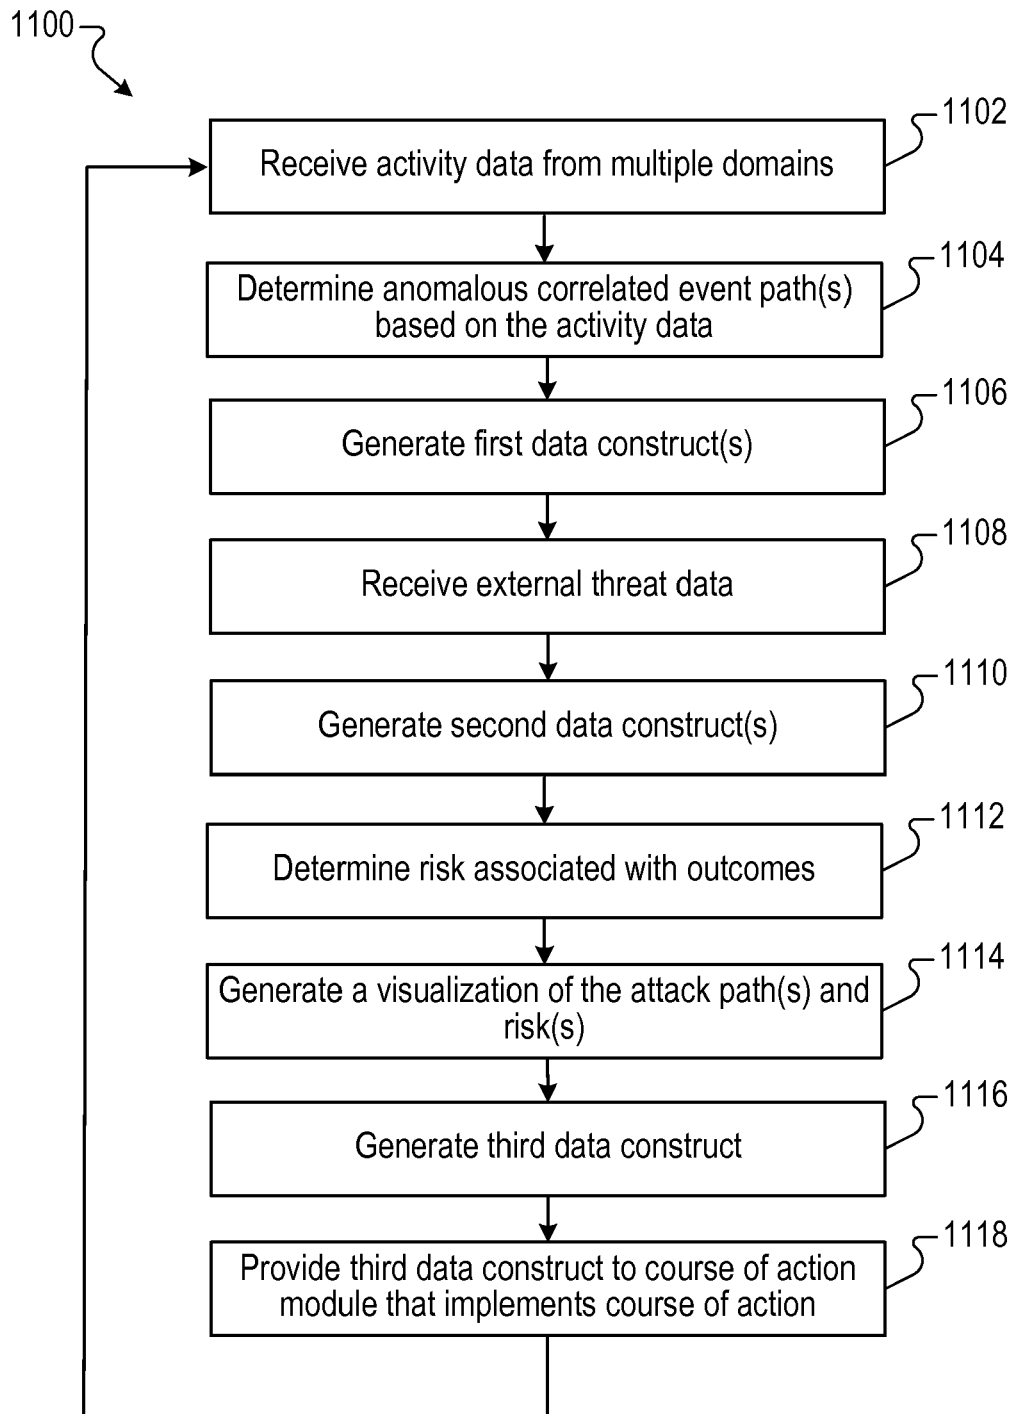 1100
1102
Receive activity data from multiple domains
1104
Determine anomalous correlated event path(s)
based on the activity data
1106
Generate first data construct(s)
1108
Receive external threat data
1110
Generate second data construct(s)
1112
Determine risk associated with outcomes
1114
Generate a visualization of the attack path(s) and
risk(s)
1116
Generate third data construct
1118
Provide third data construct to course of action
module that implements course of action